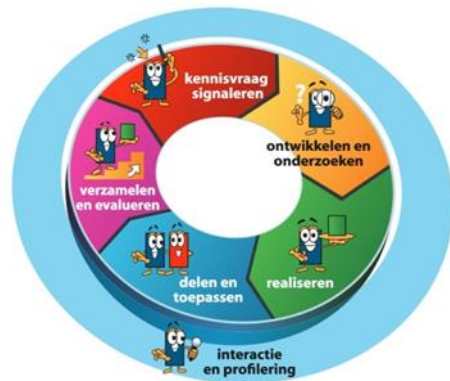 kennisvraag
signaleren
?
ontwikkelen en
onderzoeken
realiseren
delen en
toepassen
verzamelen
en evalueren
interactie
en profilering